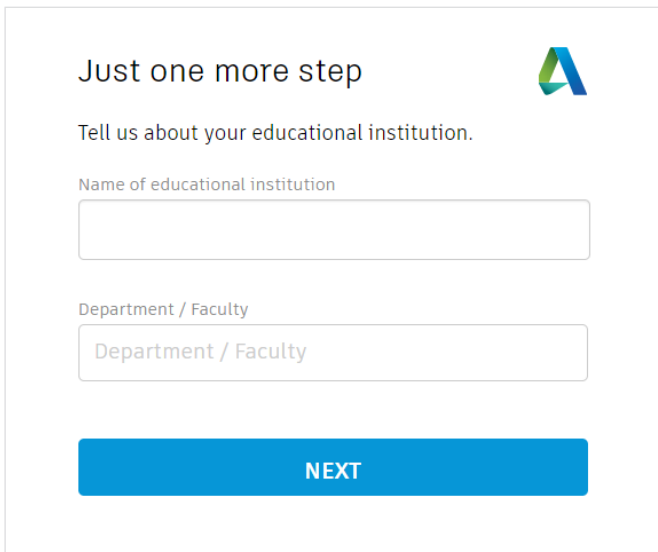 Just one more step
Tell us about your educational institution.
Name of educational institution
Department / Faculty
Department / Faculty
NEXT